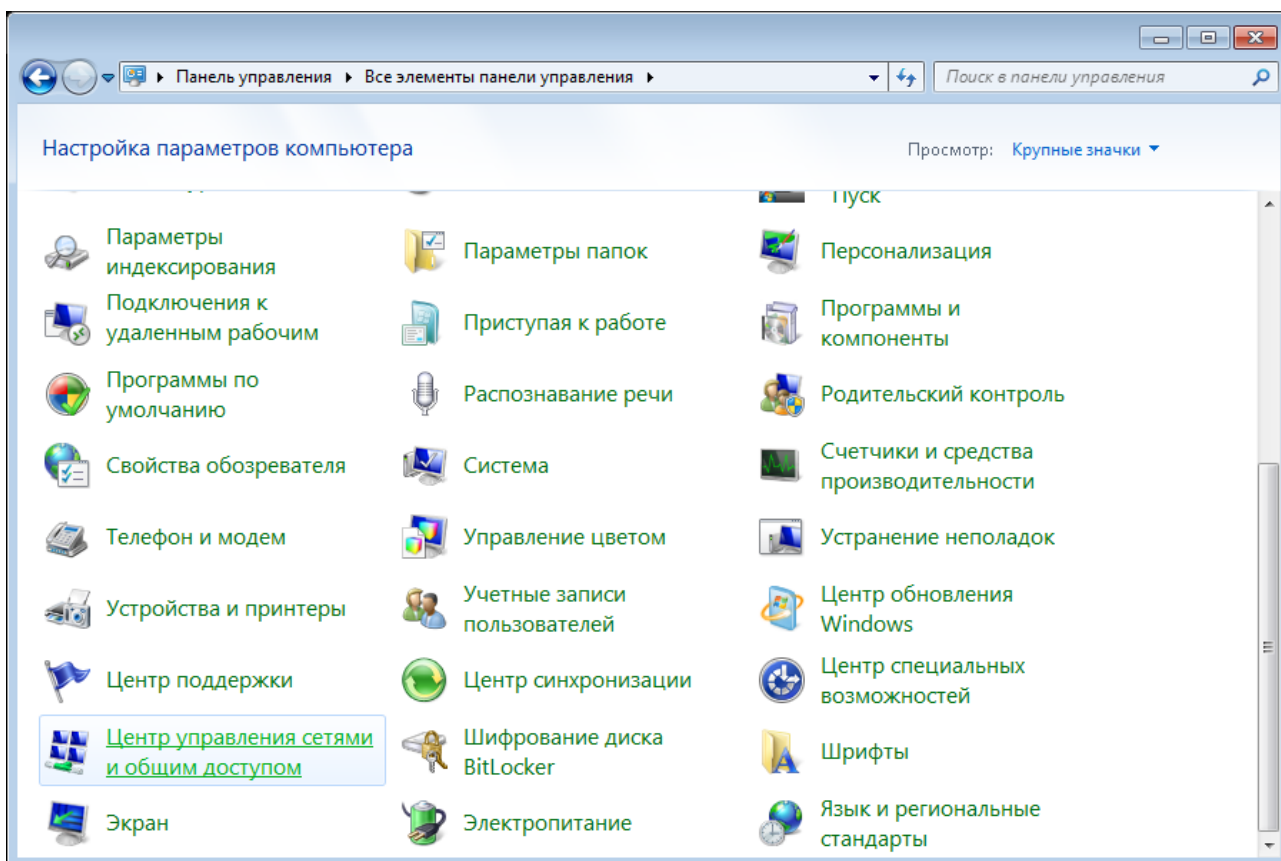 Панель управления Все элементы панели управления
Поиск в панели управления
Настройка параметров компьютера
Просмотр: Крупные значки
Пуск
Параметры
индексирования
Параметры папок
Персонализация
Подключения к
удаленным рабочим
Приступая к работе
Программы и
компоненты
Программы по
умолчанию
Распознавание речи
Родительский контроль
Свойства обозревателя
Система
Счетчики и средства
производительности
Телефон и модем
Управление цветом
Устранение неполадок
Устройства и принтеры
Учетные записи
пользователей
Центр обновления
Windows
Центр поддержки
Центр синхронизации
Центр специальных
возможностей
Центр управления сетями
и общим доступом
Шифрование диска
BitLocker
Шрифты
Экран
Электропитание
Язык и региональные
стандарты